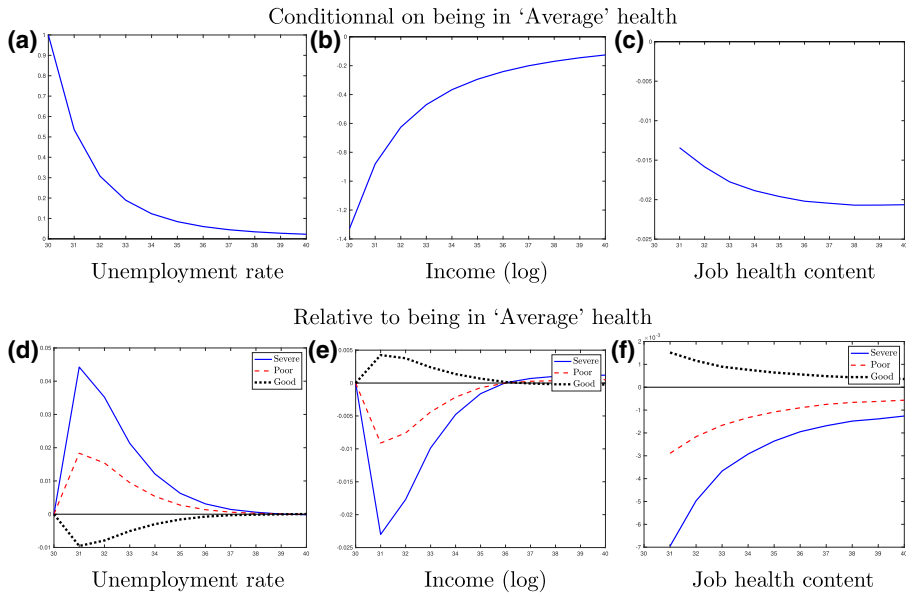 Conditionnal on being in ‘Average’ health
(a)
1
0.9
0.8
0.7
0.6
0.5
0.4
0.3
0.2
0.1
0
30 31 32 33 34 35 36 37 38 39 40
Unemployment rate
(b)
0
-0.2
-0.4
-0.6
-0.8
-1
-1.2
-1.4
30 31 32 33 34 35 36 37 38 39 40
Income (log)
(c)
0
-0.005
-0.01
-0.015
-0.02
-0.025
30 31 32 33 34 35 36 37 38 39 40
Job health content
Relative to being in ‘Average’ health
(d)
0.05
0.04
0.03
0.02
0.01
0
-0.01
30 31 32 33 34 35 36 37 38 39 40
Severe
Poor
Good
Unemployment rate
(e)
0.005
0
-0.005
-0.01
-0.015
-0.02
-0.025
30 31 32 33 34 35 36 37 38 39 40
Severe
Poor
Good
Income (log)
(f)
×10⁻³
2
1
0
-1
-2
-3
-4
-5
-6
-7
30 31 32 33 34 35 36 37 38 39 40
Severe
Poor
Good
Job health content